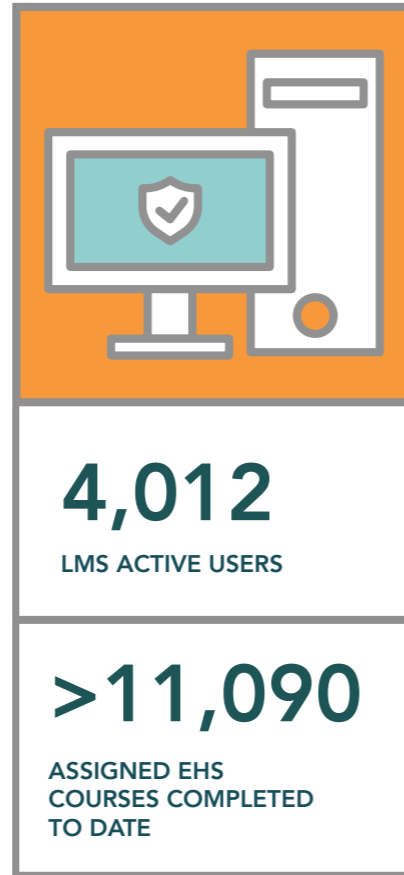 4,012
LMS ACTIVE USERS
>11,090
ASSIGNED EHS
COURSES COMPLETED
TO DATE